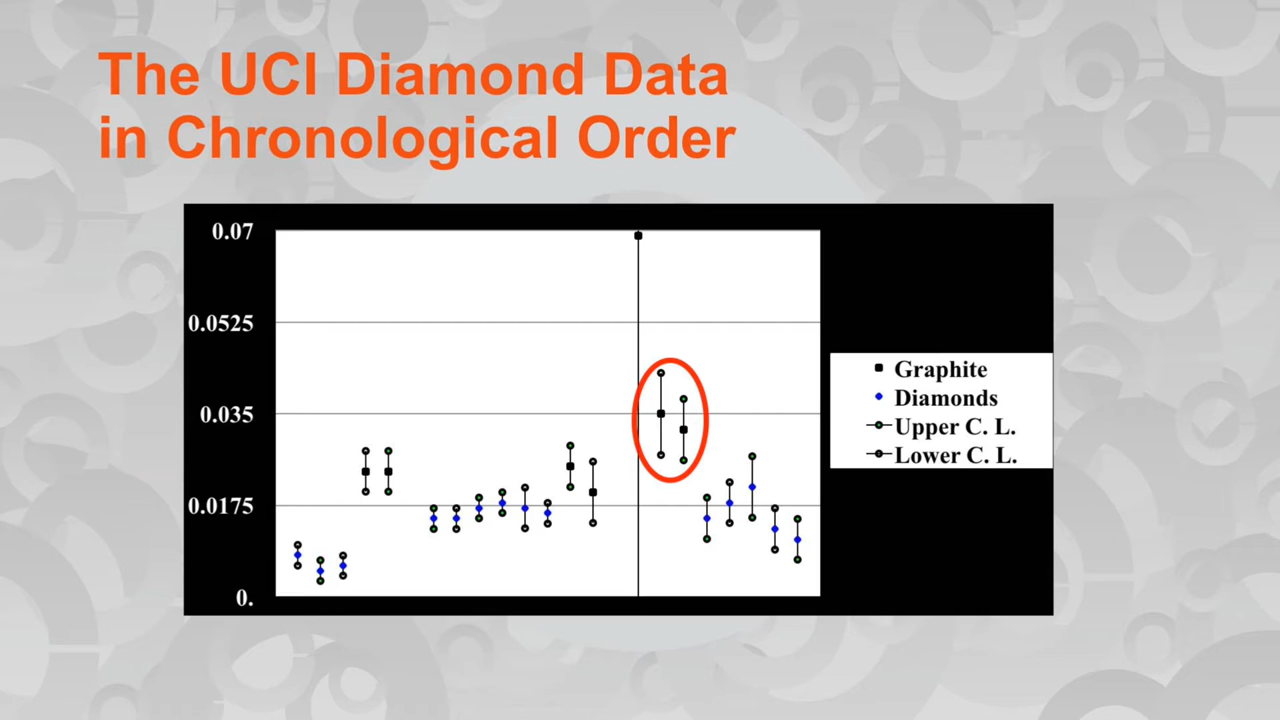 The UCI Diamond Data
in Chronological Order
0.07
0.0525
0.035
0.0175
0.
Graphite
Diamonds
Upper C. L.
Lower C. L.